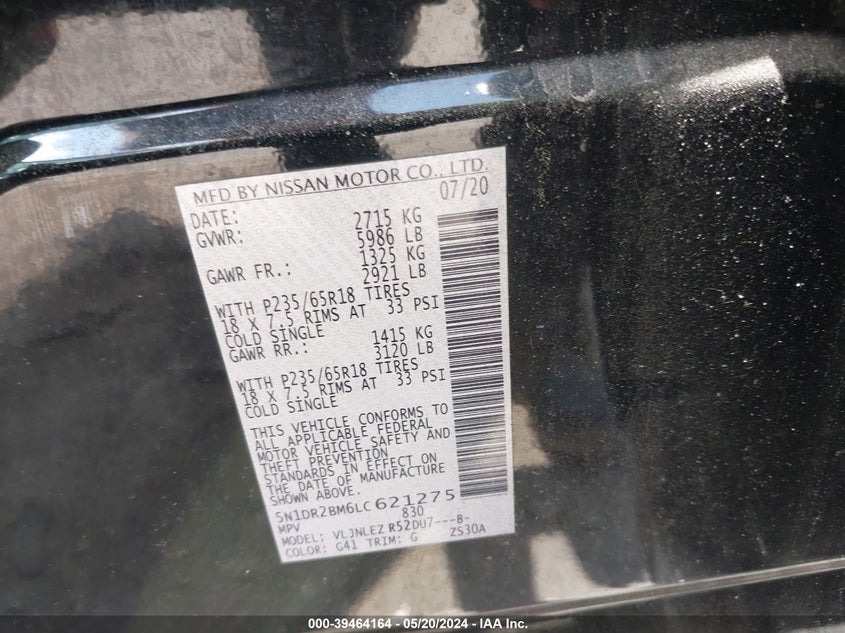 MFD BY NISSAN MOTOR CO., LTD.
DATE: 07/20
GVWR: 2715 KG
5986 LB
GAWR FR.: 1325 KG
2921 LB
WITH P235/65R18 TIRES
18 X 7.5 RIMS AT 33 PSI
COLD SINGLE
GAWR RR.: 1415 KG
3120 LB
WITH P235/65R18 TIRES
18 X 7.5 RIMS AT 33 PSI
COLD SINGLE
THIS VEHICLE CONFORMS TO
ALL APPLICABLE FEDERAL
MOTOR VEHICLE SAFETY AND
THEFT PREVENTION
STANDARDS IN EFFECT ON
THE DATE OF MANUFACTURE
SHOWN ABOVE.
5N1DR2BM6LC621275
MPV 830
MODEL: VLJNLEZ R52DU7---B-
COLOR: G41 TRIM: G ZS30A
000-39464164 - 05/20/2024 - IAA Inc.